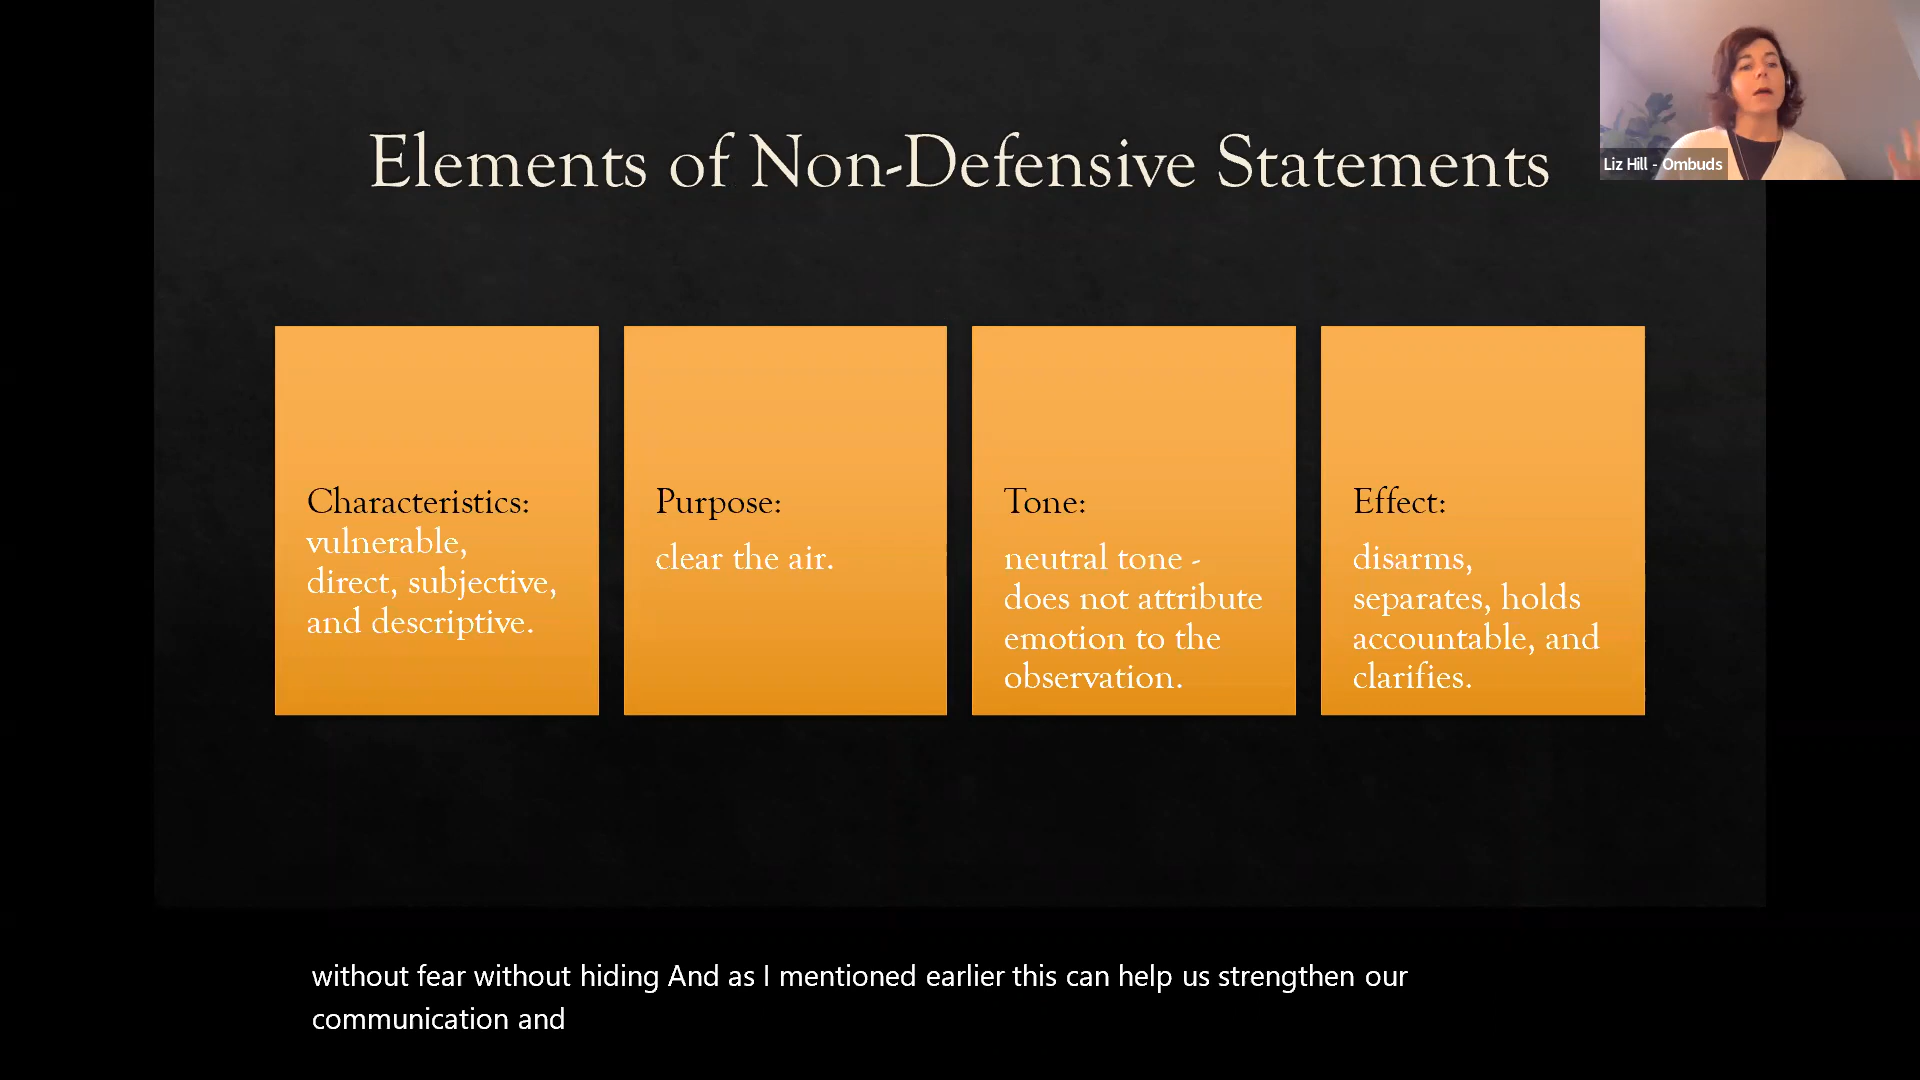 Elements of Non-Defensive Statements
Liz Hill - Ombuds
Characteristics:
vulnerable,
direct, subjective,
and descriptive.
Purpose:
clear the air.
Tone:
neutral tone -
does not attribute
emotion to the
observation.
Effect:
disarms,
separates, holds
accountable, and
clarifies.
without fear without hiding And as I mentioned earlier this can help us strengthen our
communication and